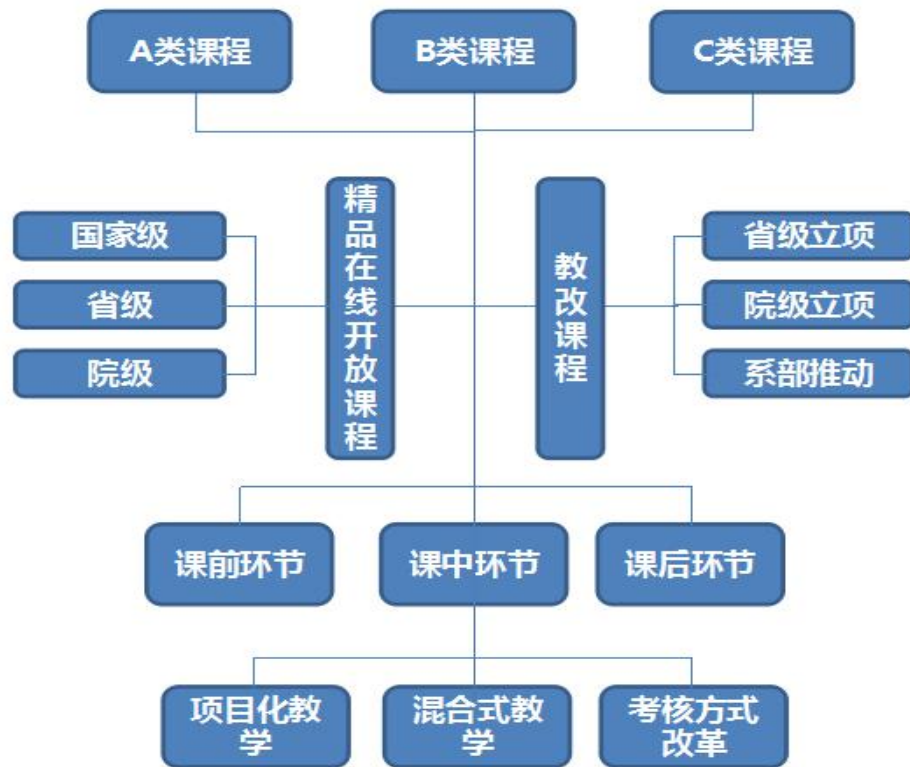 A类课程
B类课程
C类课程
国家级
省级
院级
精品在线开放课程
教改课程
省级立项
院级立项
系部推动
课前环节
课中环节
课后环节
项目化教
学
混合式教
学
考核方式
改革